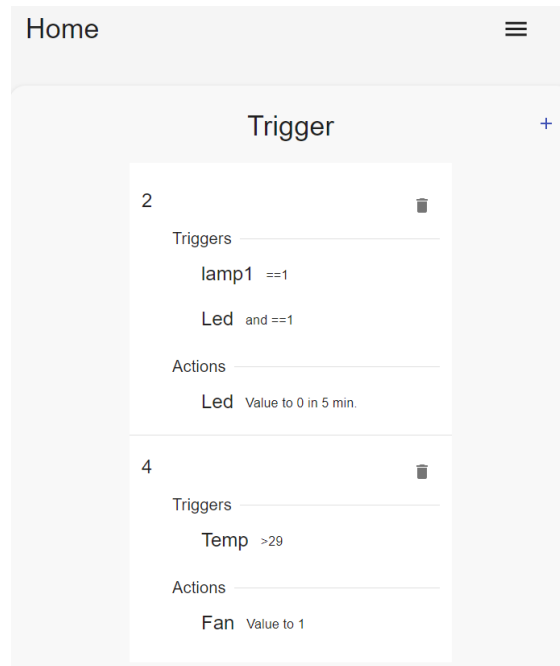 Home
Trigger +
2
Triggers
lamp1 ==1
Led and ==1
Actions
Led Value to 0 in 5 min.
4
Triggers
Temp >29
Actions
Fan Value to 1